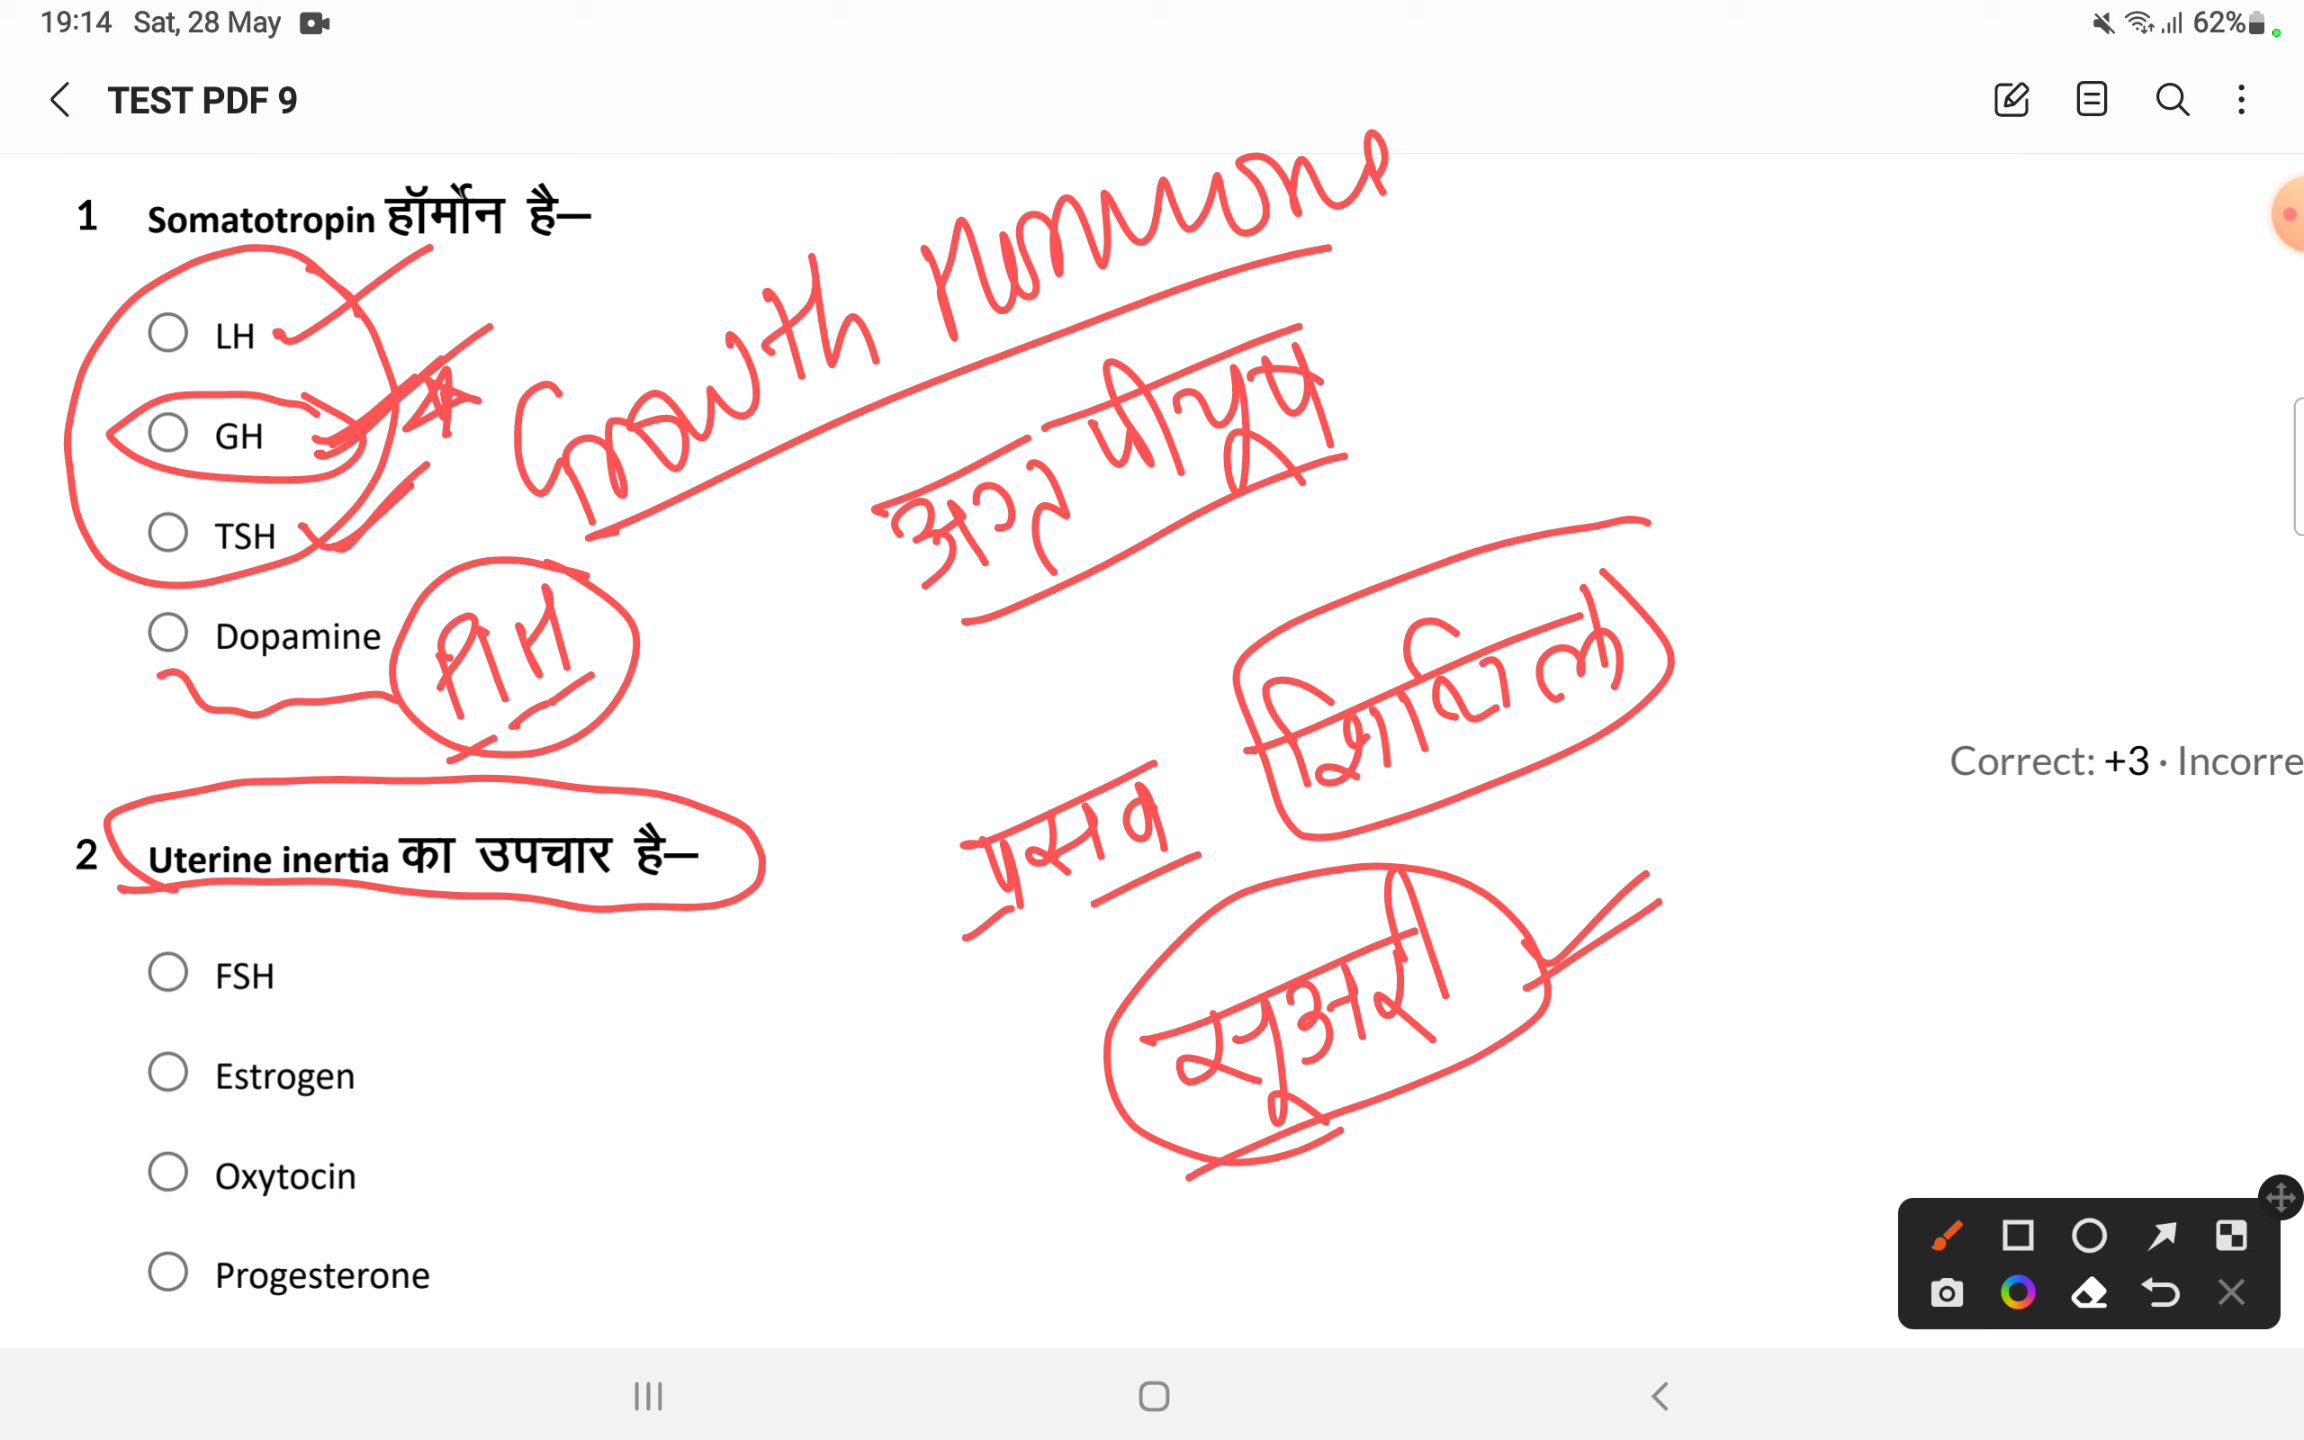 19:14 Sat, 28 May 62%
TEST PDF 9
1 Somatotropin हॉर्मोन है—
LH
GH
TSH
Dopamine
Growth Hormone
अग्र पीयूष
प्रसव
सूअरी
Correct: +3 · Incorre
2 Uterine inertia का उपचार है—
FSH
Estrogen
Oxytocin
Progesterone